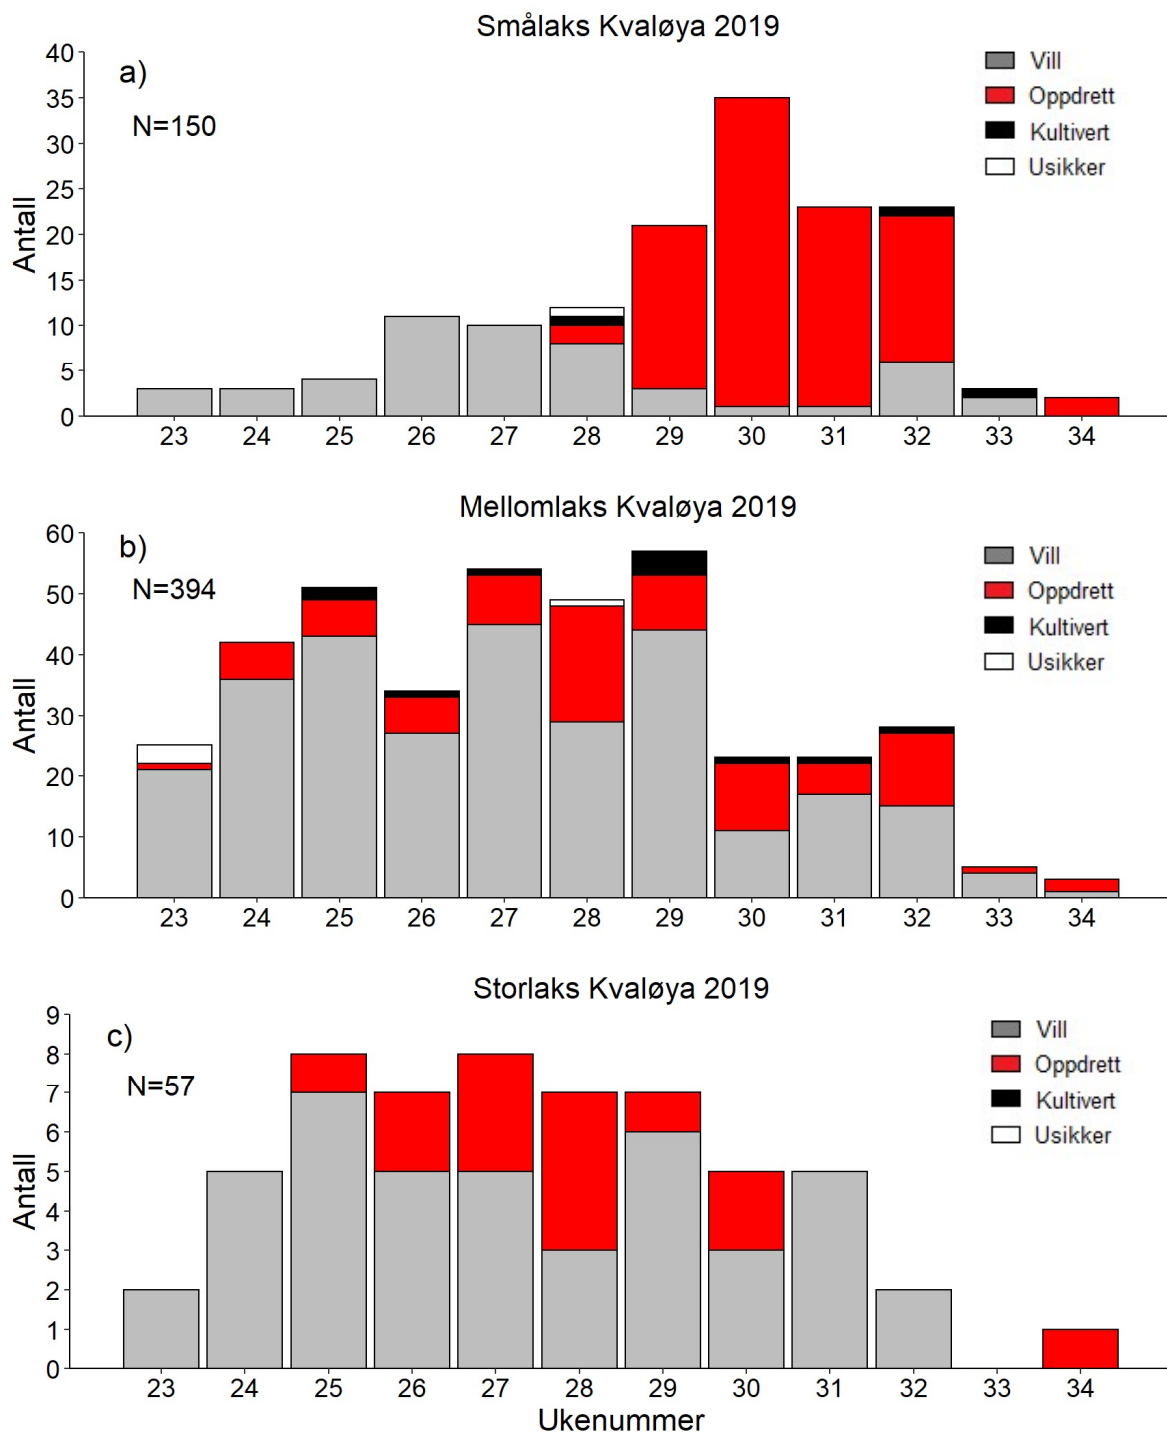 Smålaks Kvaløya 2019
a)
N=150
Vill
Oppdrett
Kultivert
Usikker
Antall
40
35
30
25
20
15
10
5
0
23 24 25 26 27 28 29 30 31 32 33 34
Mellomlaks Kvaløya 2019
b)
N=394
Vill
Oppdrett
Kultivert
Usikker
Antall
60
50
40
30
20
10
0
23 24 25 26 27 28 29 30 31 32 33 34
Storlaks Kvaløya 2019
c)
N=57
Vill
Oppdrett
Kultivert
Usikker
Antall
9
8
7
6
5
4
3
2
1
0
23 24 25 26 27 28 29 30 31 32 33 34
Ukenummer